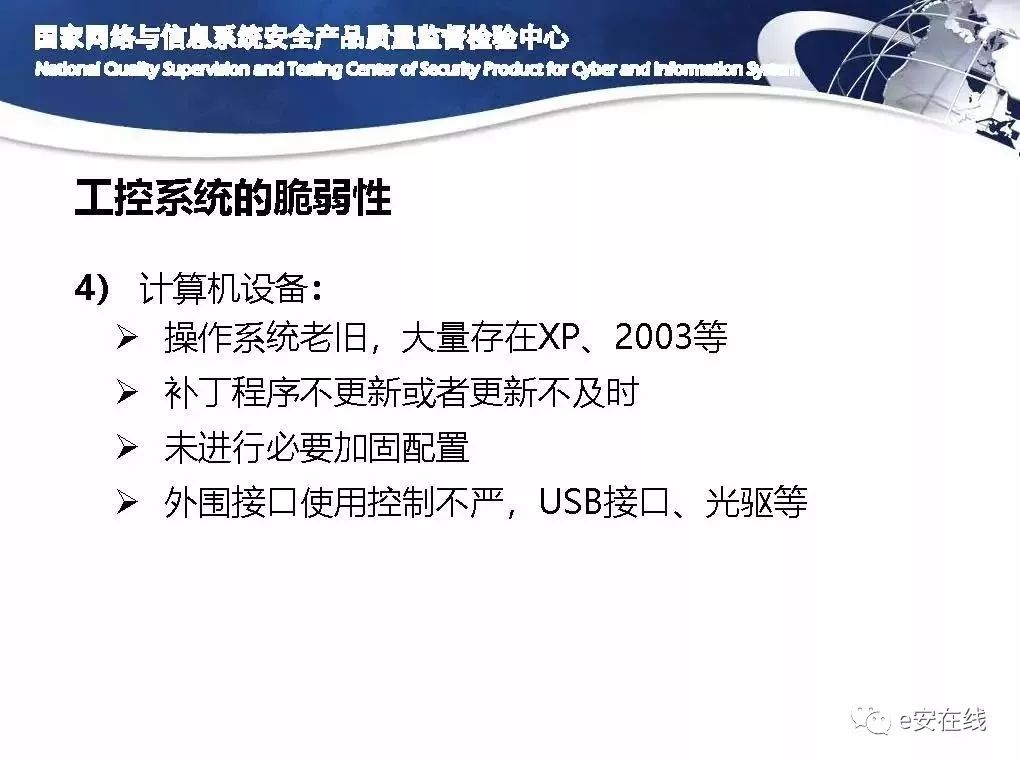 国家网络与信息系统安全产品质量监督检验中心
National Quality Supervision and Testing Center of Security Product for Cyber and Information System
工控系统的脆弱性
4） 计算机设备：
➢ 操作系统老旧，大量存在XP、2003等
➢ 补丁程序不更新或者更新不及时
➢ 未进行必要加固配置
➢ 外围接口使用控制不严，USB接口、光驱等
e安在线